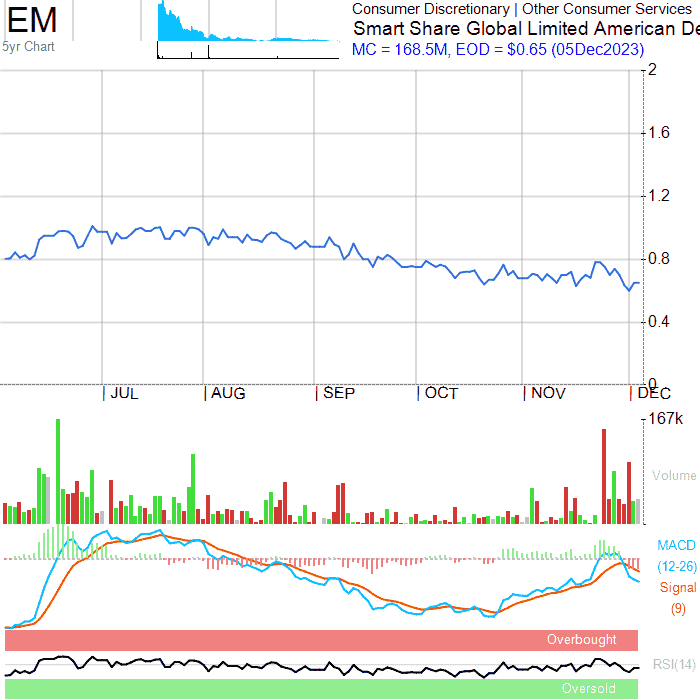 EM
5yr Chart
Consumer Discretionary | Other Consumer Services
Smart Share Global Limited American De
MC = 168.5M, EOD = $0.65 (05Dec2023)
2
1.6
1.2
0.8
0.4
0
JUL AUG SEP OCT NOV DEC
167k
Volume
MACD
(12-26)
Signal
(9)
Overbought
RSI(14)
Oversold